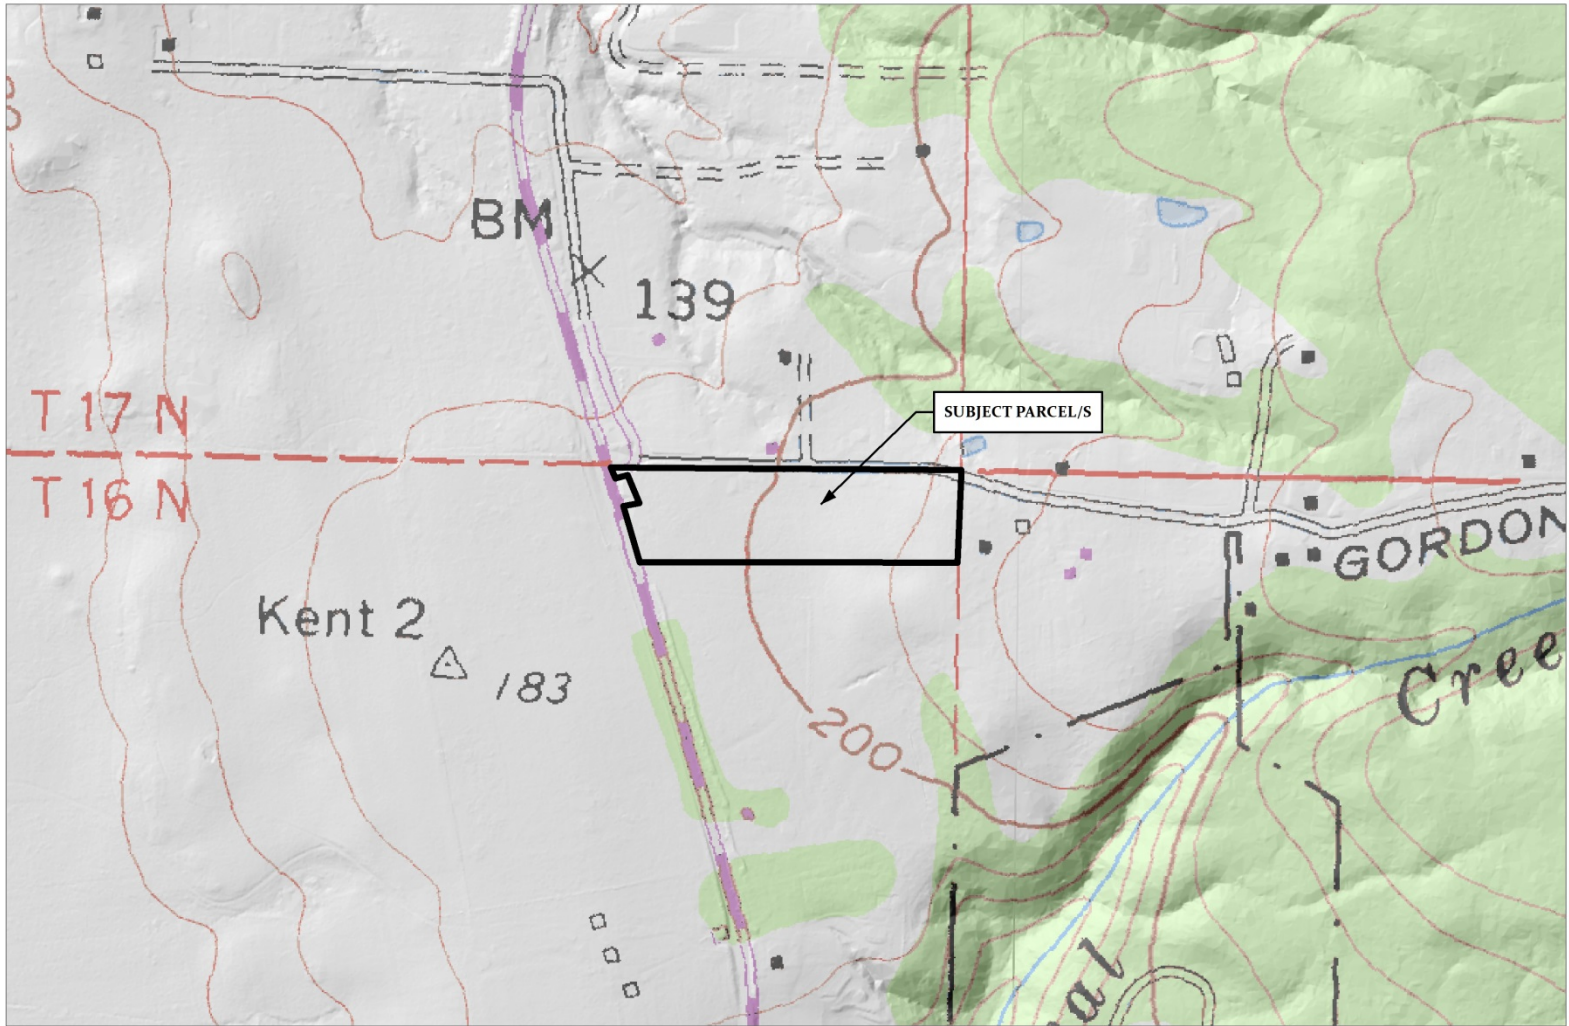 BM
139
T 17 N
SUBJECT PARCEL/S
T 16 N
GORDON
Kent 2
183
Cree
200
al